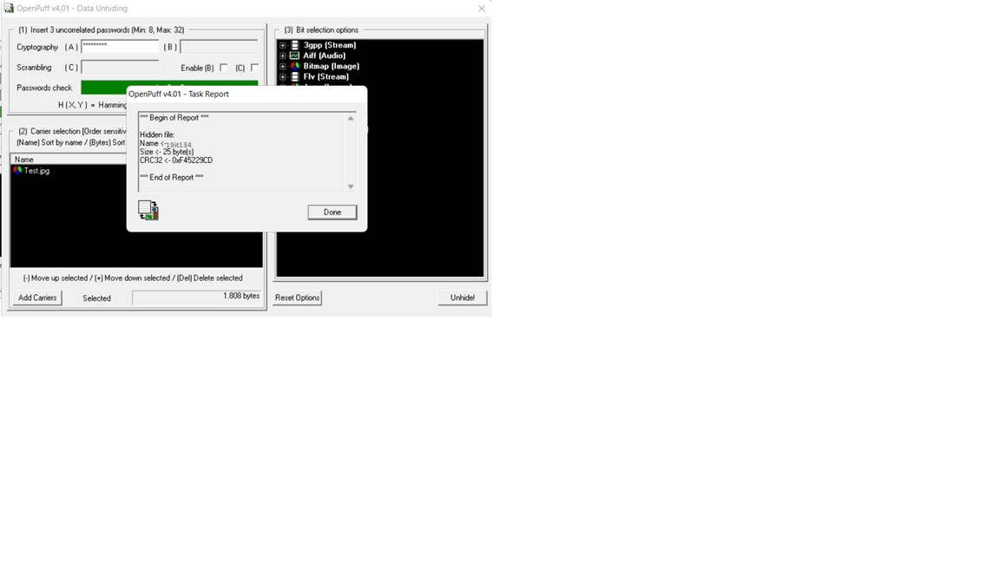 OpenPuff v4.01 - Data Unhiding
(1) Insert 3 uncorrelated passwords (Min: 8, Max: 32)
Cryptography (A) ********* (B)
Scrambling (C) Enable (B) (C)
Passwords check
H (X, Y) = Hamming
(2) Carrier selection [Order sensitiv
(Name) Sort by name / (Bytes) Sort
Name
Test.jpg
(-) Move up selected / (+) Move down selected / (Del) Delete selected
Add Carriers Selected 1.808 bytes
(3) Bit selection options
3gpp (Stream)
Aiff (Audio)
Bitmap (Image)
Flv (Stream)
Reset Options Unhide!
OpenPuff v4.01 - Task Report
*** Begin of Report ***
Hidden file:
Name <- 19it134
Size <- 25 byte(s)
CRC32 <- 0xF45229CD
*** End of Report ***
Done